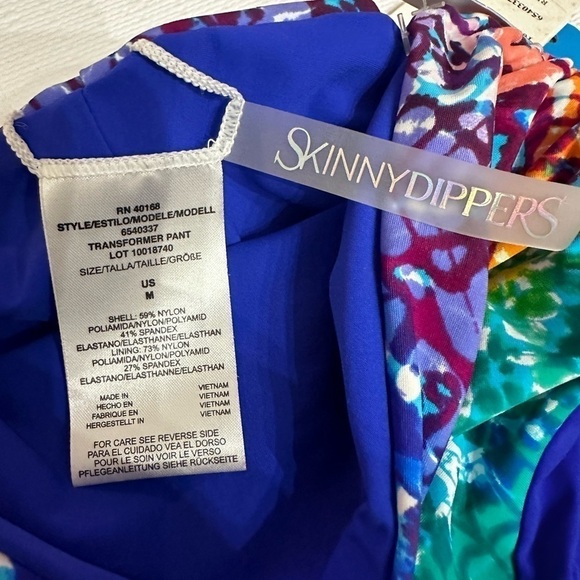 SKINNYDIPPERS
RN 40168
STYLE/ESTILO/MODELE/MODELL
6540337
TRANSFORMER PANT
LOT 10018740
SIZE/TALLA/TAILLE/GRÖßE
US
M
SHELL: 59% NYLON
POLIAMIDA/NYLON/POLYAMID
41% SPANDEX
ELASTANO/ELASTHANNE/ELASTHAN
LINING: 73% NYLON
POLIAMIDA/NYLON/POLYAMID
27% SPANDEX
ELASTANO/ELASTHANNE/ELASTHAN
MADE IN VIETNAM
HECHO EN VIETNAM
FABRIQUE EN VIETNAM
HERGESTELLT IN VIETNAM
FOR CARE SEE REVERSE SIDE
PARA EL CUIDADO VEA EL DORSO
POUR LE SOIN VOIR LE VERSO
PFLEGEANLEITUNG SIEHE RÜCKSEITE